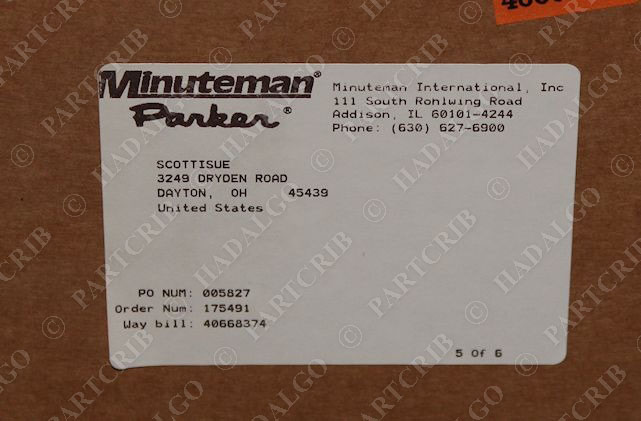 Minuteman® Minuteman International, Inc
Parker® 111 South Rohlwing Road
Addison, IL 60101-4244
Phone: (630) 627-6900
SCOTTISUE
3249 DRYDEN ROAD
DAYTON, OH 45439
United States
PO NUM: 005827
Order Num: 175491
Way bill: 40668374
5 Of 6
© PARTCRIB
© HADALGO